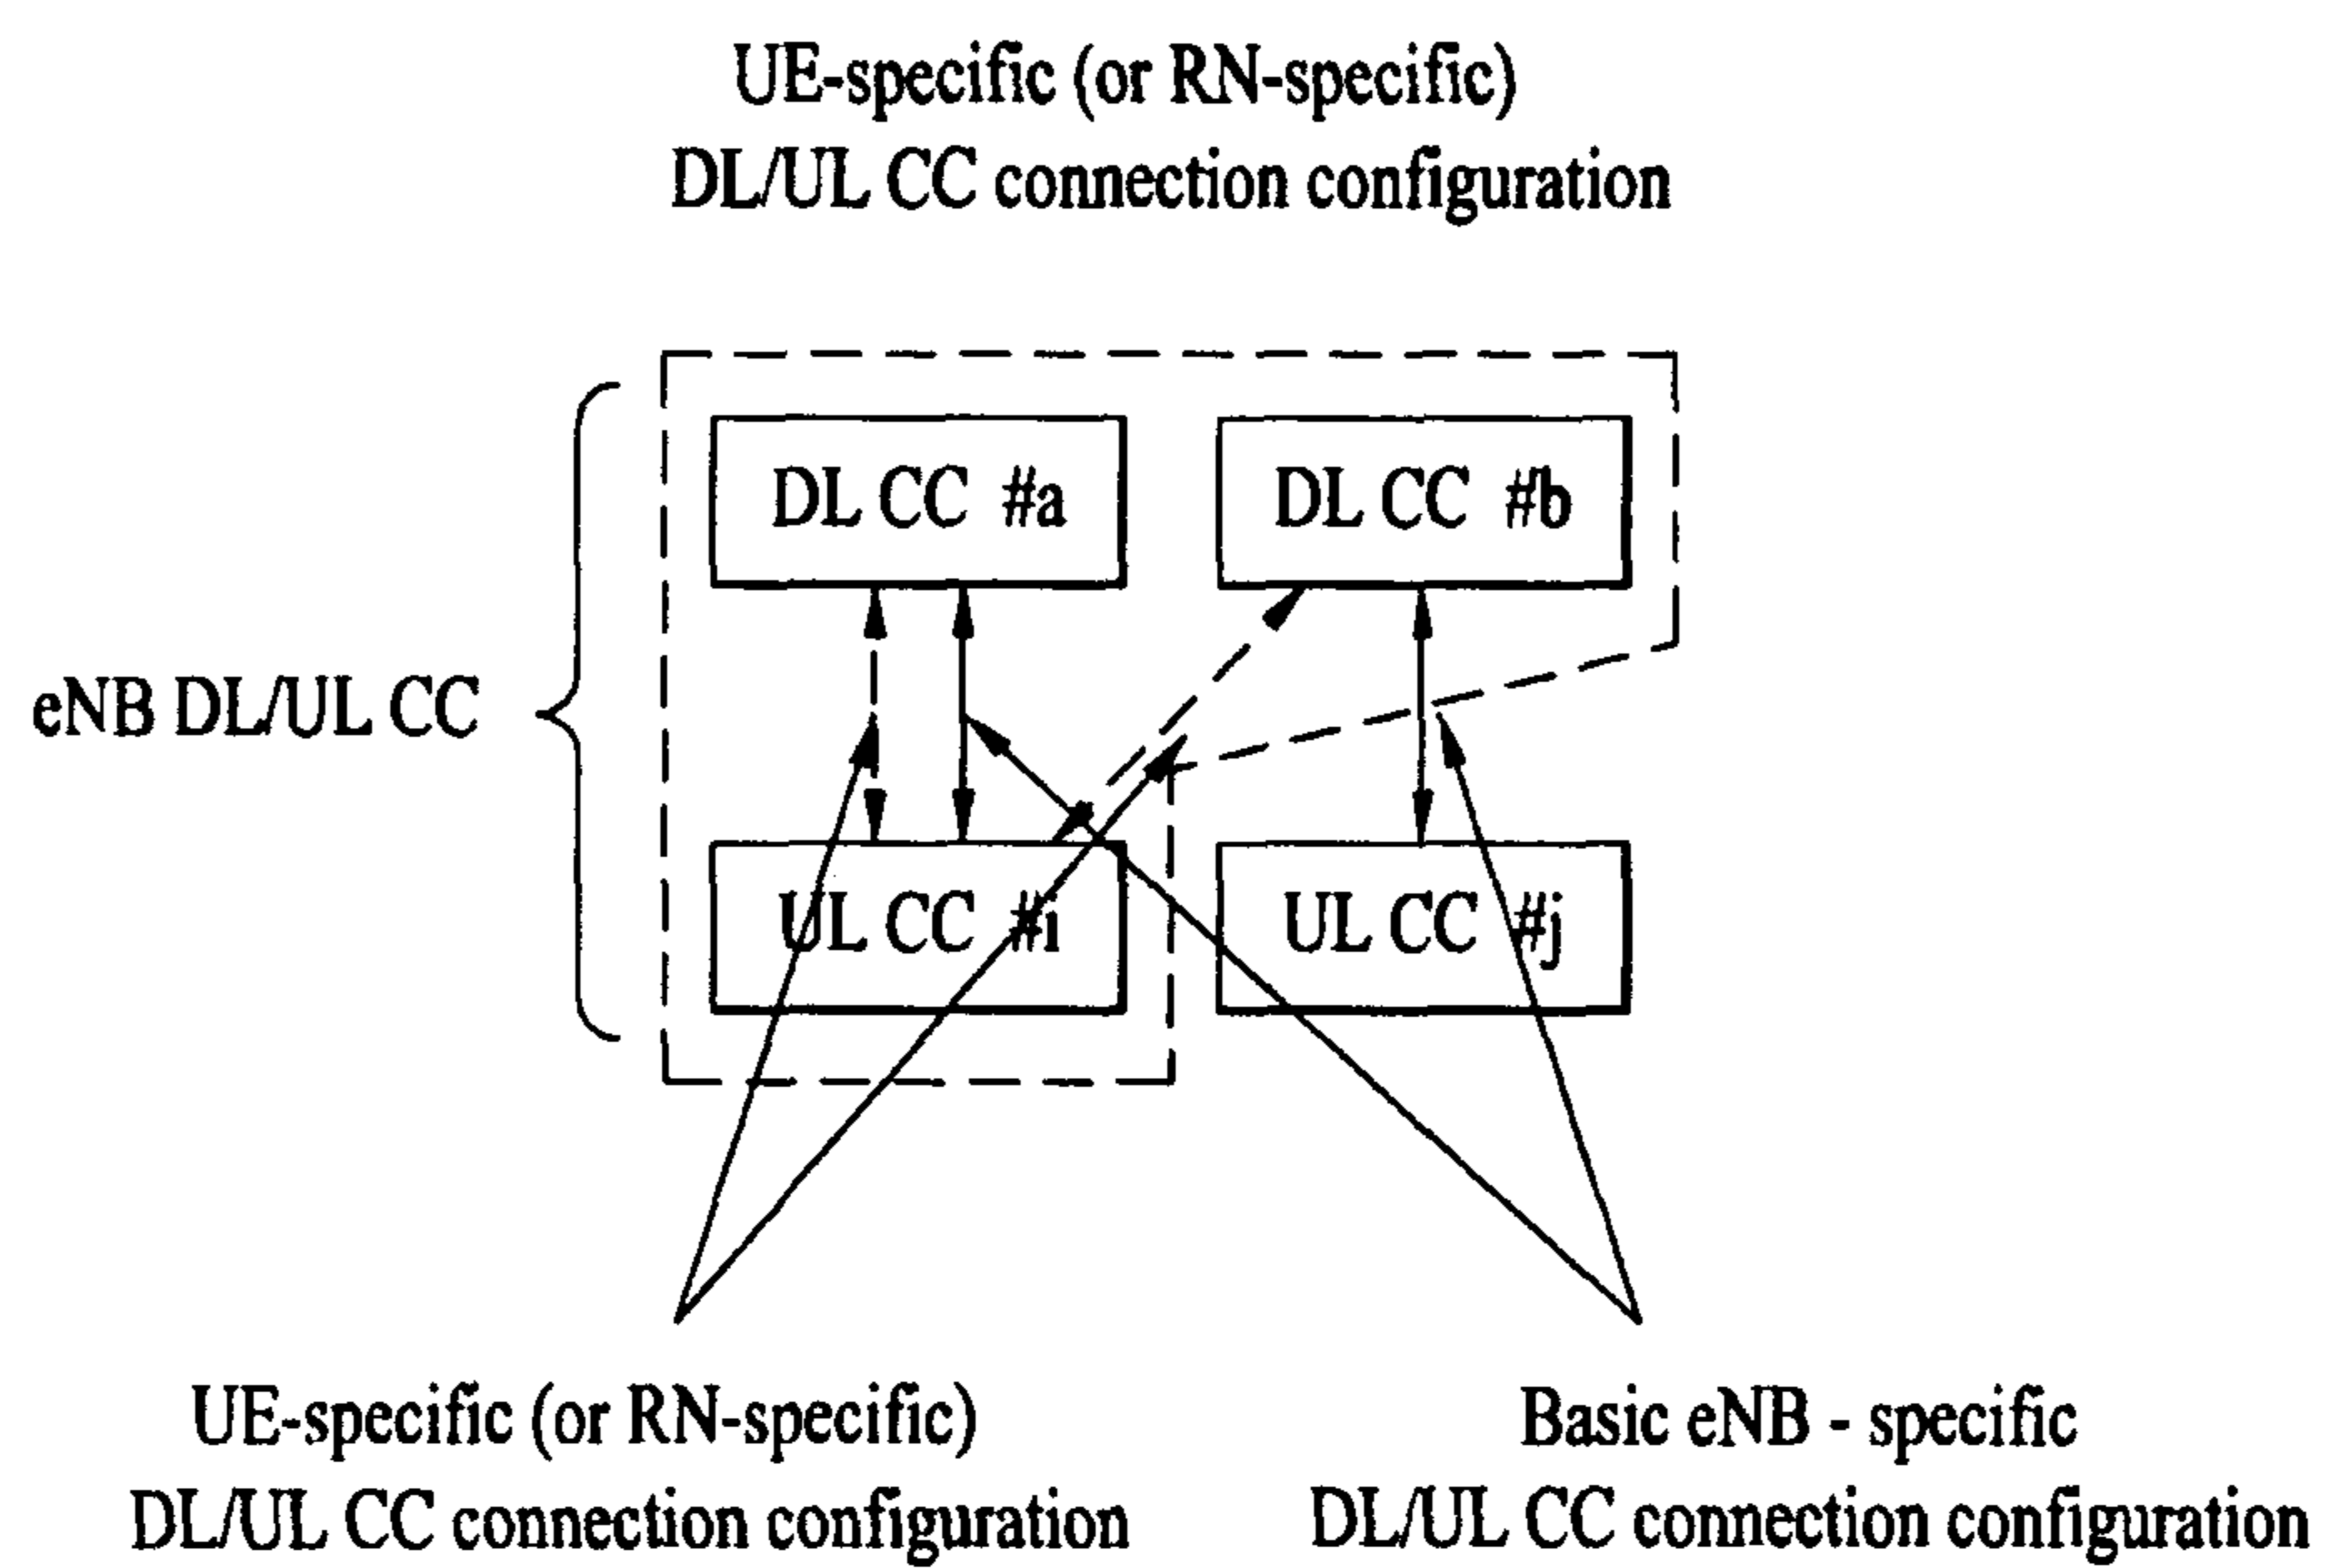 UE-specific (or RN-specific)
DL/UL CC connection configuration
DL CC #a
DL CC #b
eNB DL/UL CC
UL CC #i
UL CC #j
UE-specific (or RN-specific)
DL/UL CC connection configuration
Basic eNB - specific
DL/UL CC connection configuration